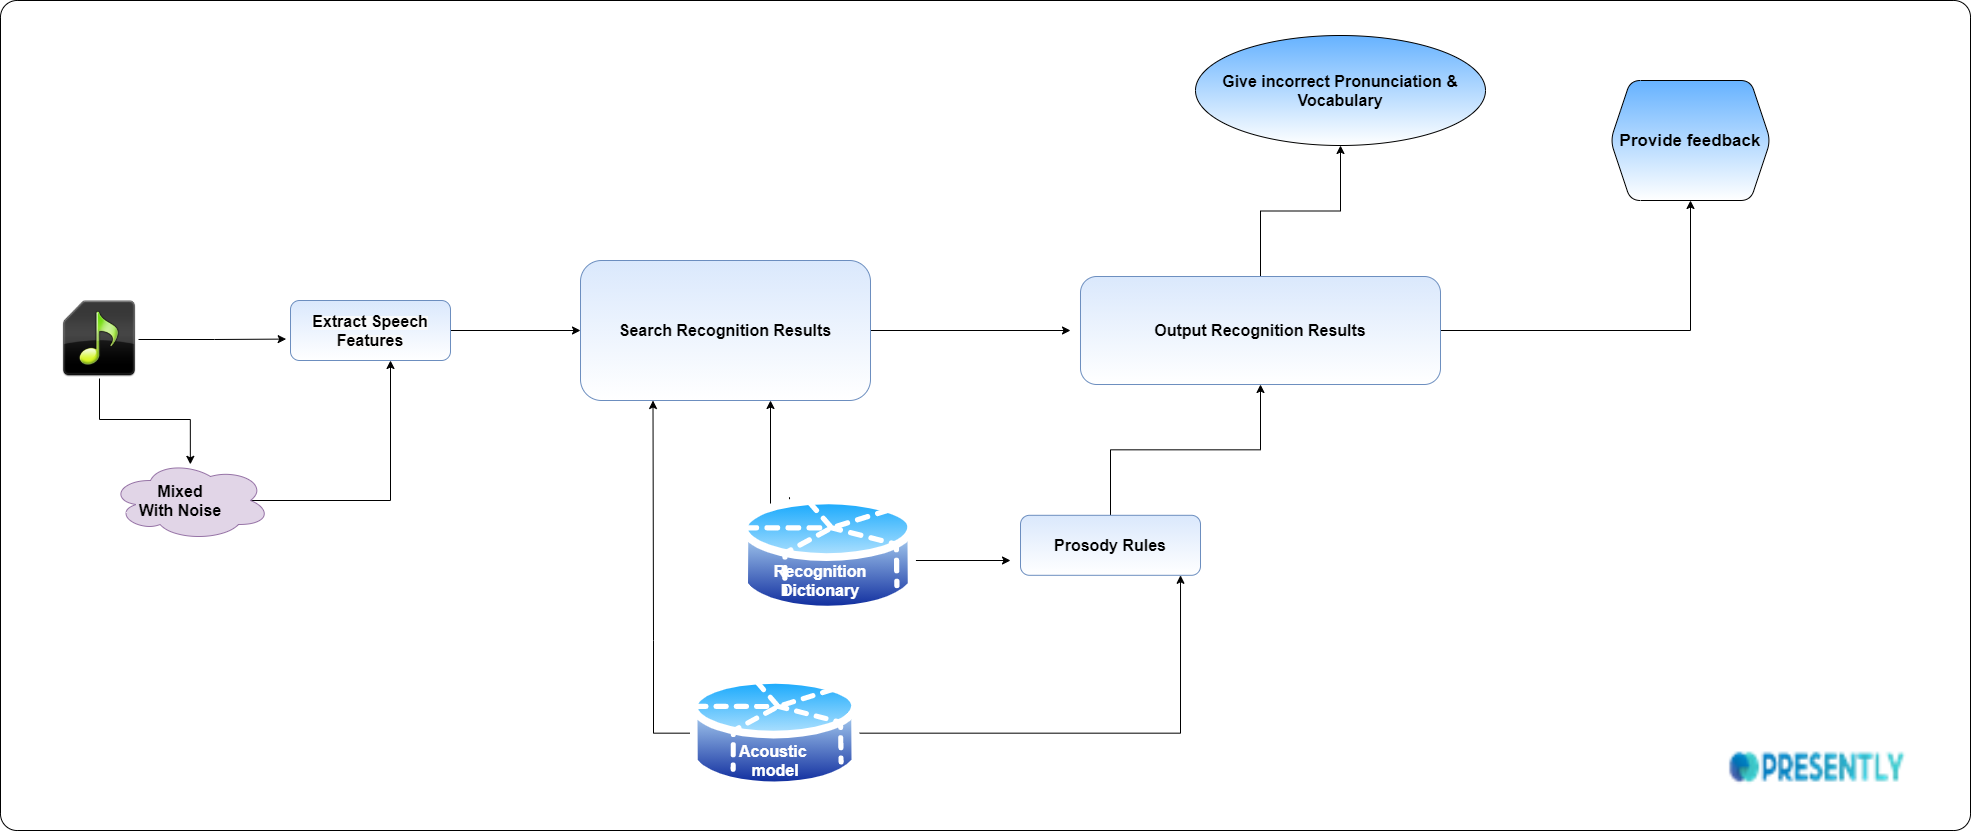 Give incorrect Pronunciation &
Vocabulary
Provide feedback
Extract Speech
Features
Search Recognition Results
Output Recognition Results
Mixed
With Noise
Recognition
Dictionary
Prosody Rules
Acoustic
model
PRESENTLY